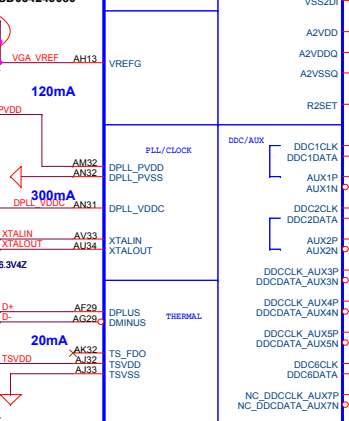 VSS2DI
A2VDD
VGA_VREF AH13 VREFG
A2VDDQ
A2VSSQ
120mA
R2SET
PVDD
PLL/CLOCK
DDC/AUX
DDC1CLK
DDC1DATA
AM32 DPLL_PVDD
AN32 DPLL_PVSS
AUX1P
AUX1N
300mA
DPLL_VDDC AN31 DPLL_VDDC
DDC2CLK
DDC2DATA
XTALIN AV33 XTALIN
XTALOUT AU34 XTALOUT
AUX2P
AUX2N
6.3V4Z
DDCCLK_AUX3P
DDCDATA_AUX3N
D+ AF29 DPLUS
D- AG29 DMINUS
THERMAL
DDCCLK_AUX4P
DDCDATA_AUX4N
20mA
DDCCLK_AUX5P
DDCDATA_AUX5N
AK32 TS_FDO
TSVDD AJ32 TSVDD
AJ33 TSVSS
DDC6CLK
DDC6DATA
NC_DDCCLK_AUX7P
NC_DDCDATA_AUX7N